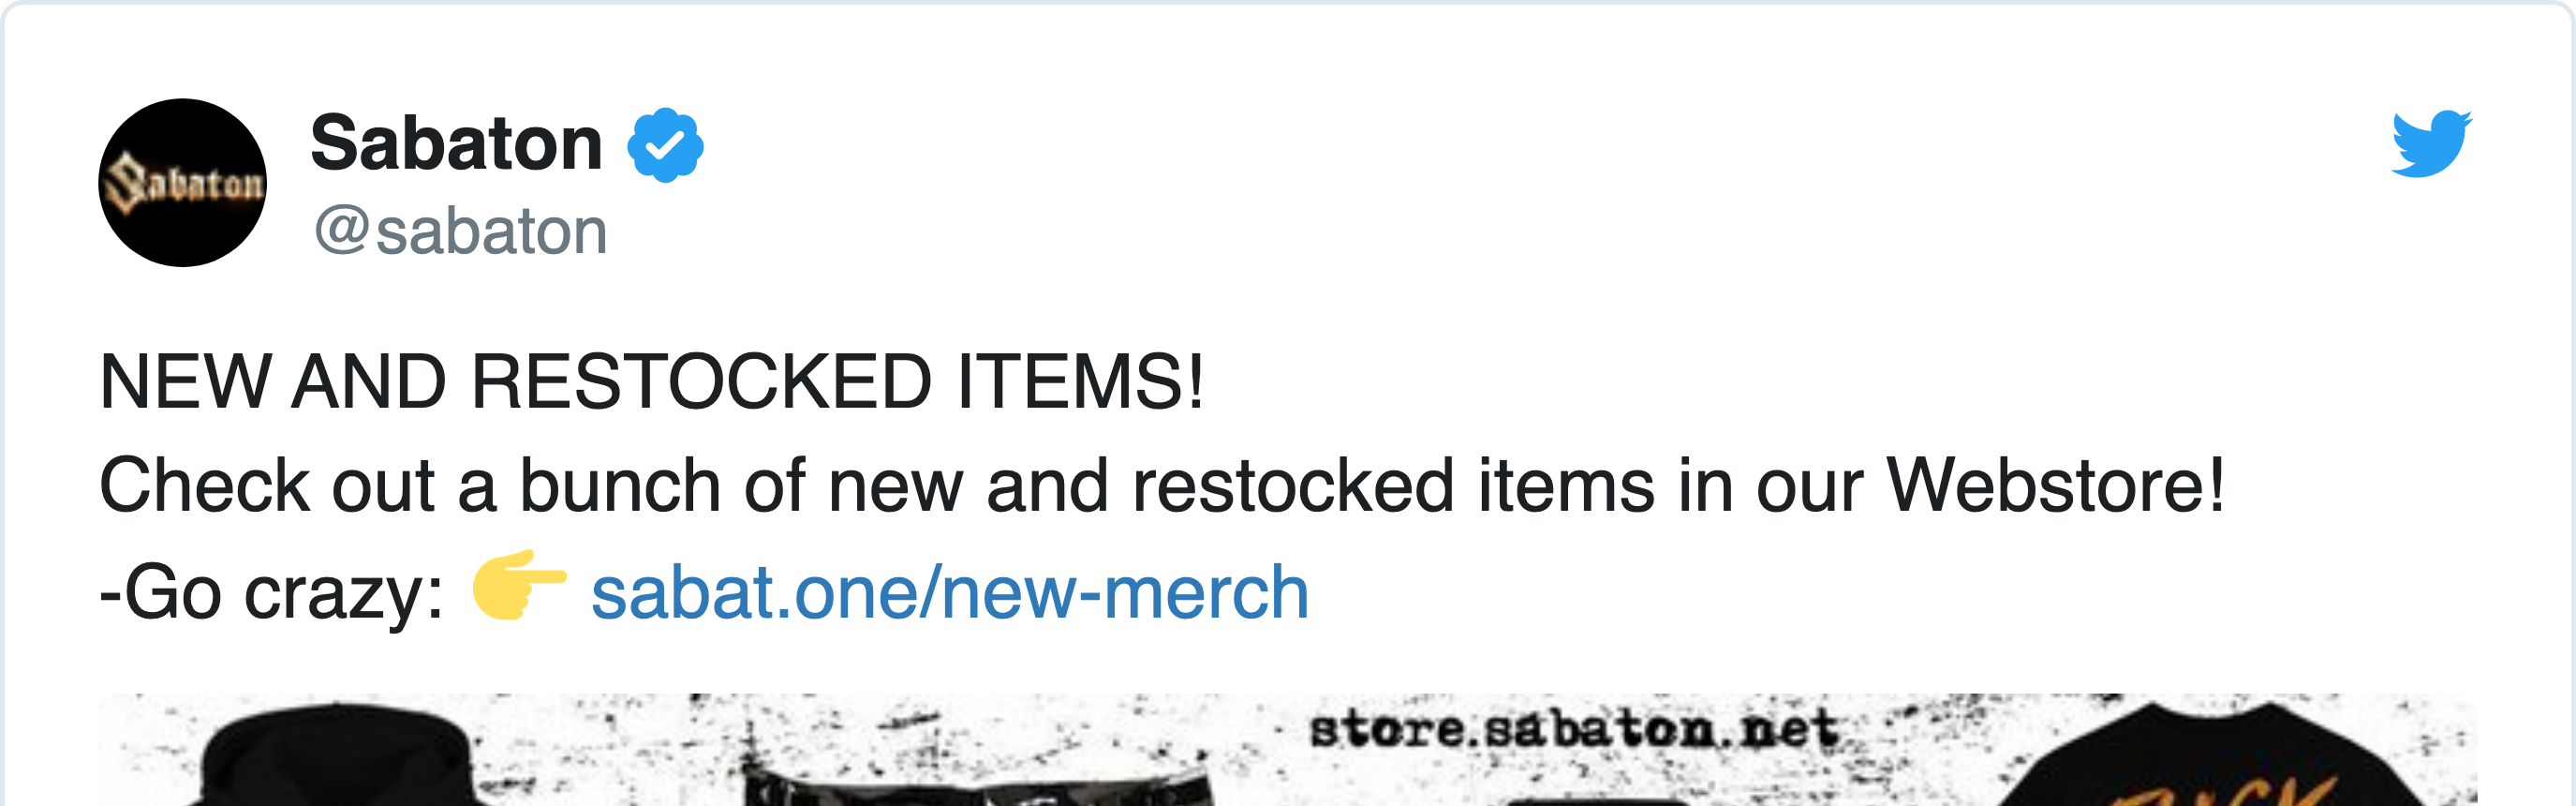 Sabaton
Sabaton
@sabaton
NEW AND RESTOCKED ITEMS!
Check out a bunch of new and restocked items in our Webstore!
-Go crazy: 👉 sabat.one/new-merch
store.sabaton.net